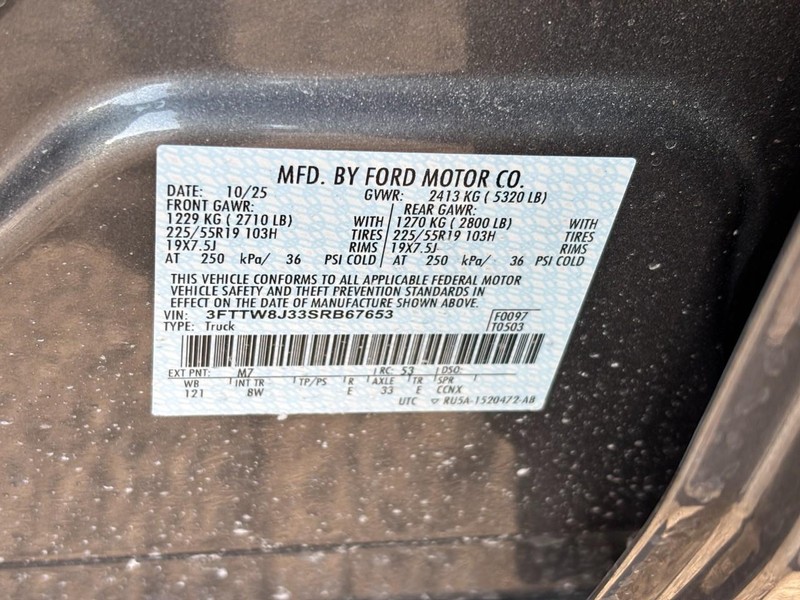 MFD. BY FORD MOTOR CO.
DATE: 10/25 GVWR: 2413 KG ( 5320 LB)
FRONT GAWR: REAR GAWR:
1229 KG ( 2710 LB) WITH 1270 KG ( 2800 LB) WITH
225/55R19 103H TIRES 225/55R19 103H TIRES
19X7.5J RIMS 19X7.5J RIMS
AT 250 kPa/ 36 PSI COLD AT 250 kPa/ 36 PSI COLD
THIS VEHICLE CONFORMS TO ALL APPLICABLE FEDERAL MOTOR
VEHICLE SAFETY AND THEFT PREVENTION STANDARDS IN
EFFECT ON THE DATE OF MANUFACTURE SHOWN ABOVE.
VIN: 3FTTW8J33SRB67653 F0097
TYPE: Truck T0503
EXT PNT: M7 RC: 53 DSO:
WB INT TR TP/PS R AXLE TR SPR
121 8W E 33 E CCNX
UTC ▽ RU5A-1520472-AB